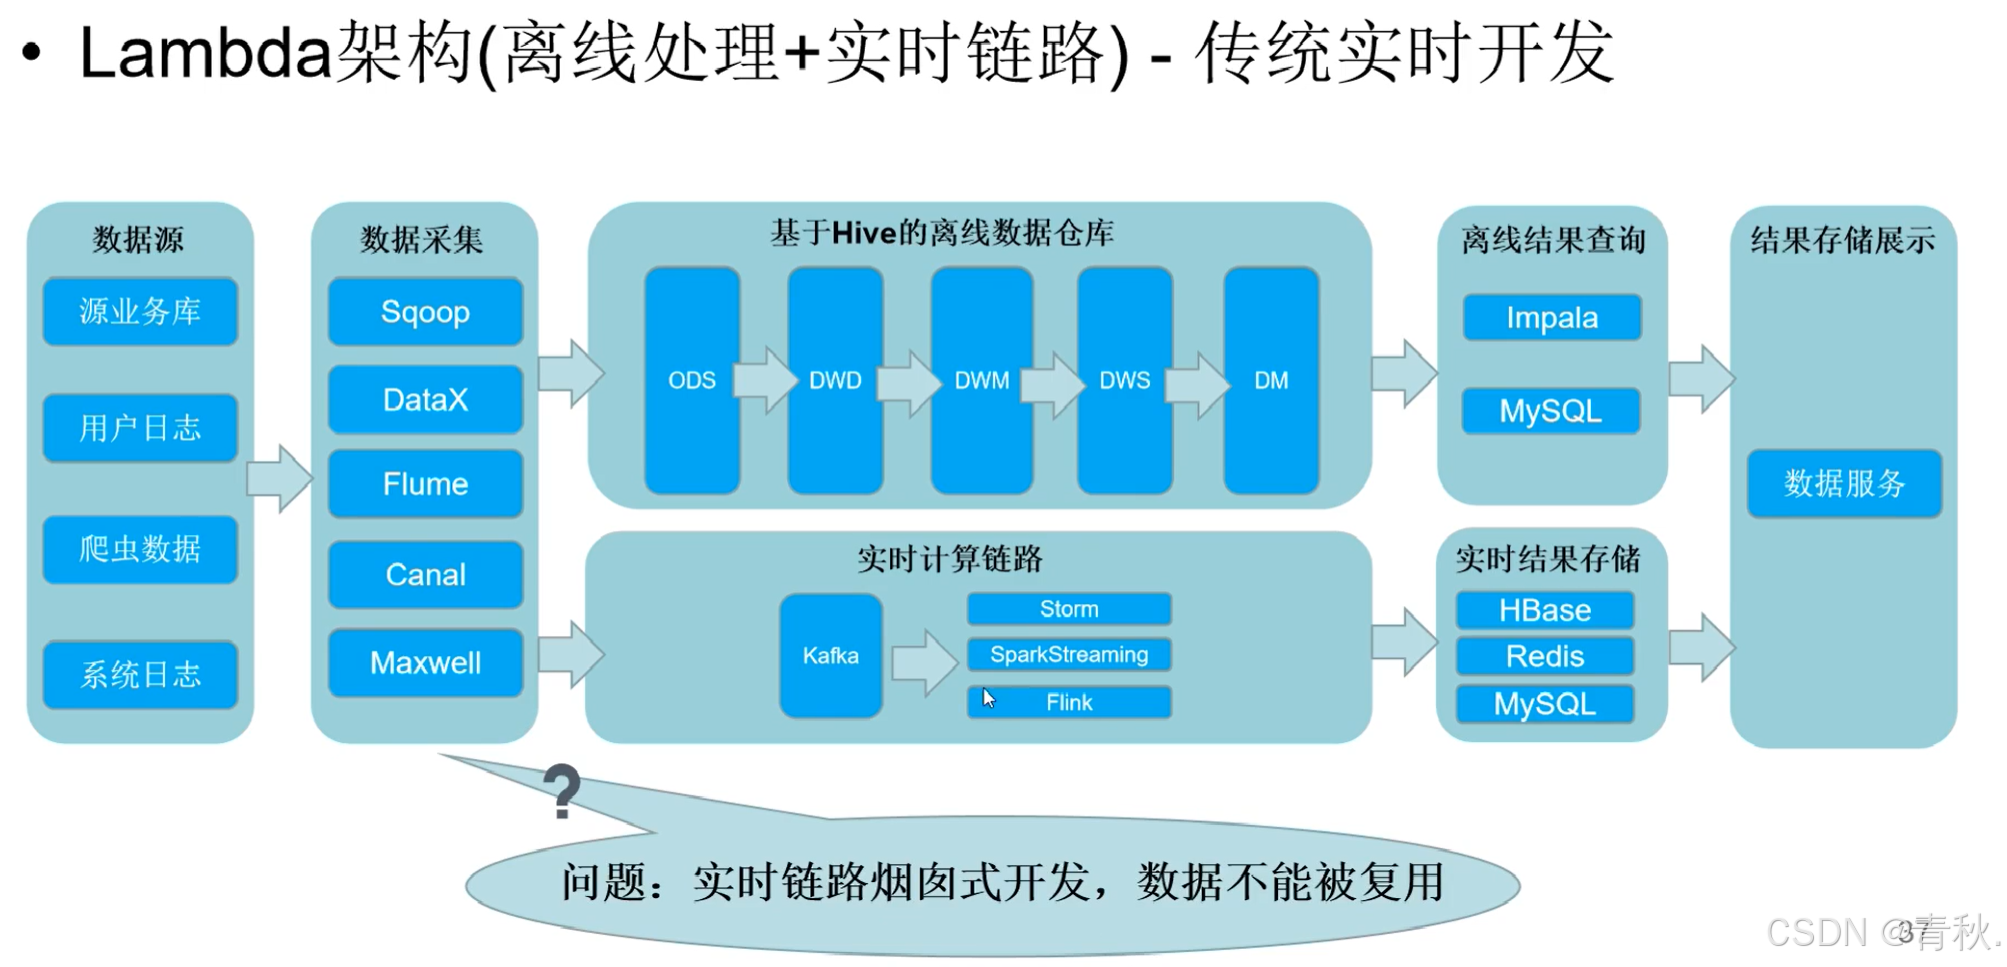 • Lambda架构(离线处理+实时链路) - 传统实时开发
数据源
源业务库
用户日志
爬虫数据
系统日志
数据采集
Sqoop
DataX
Flume
Canal
Maxwell
基于Hive的离线数据仓库
ODS
DWD
DWM
DWS
DM
实时计算链路
Kafka
Storm
SparkStreaming
Flink
离线结果查询
Impala
MySQL
实时结果存储
HBase
Redis
MySQL
结果存储展示
数据服务
?
问题：实时链路烟囱式开发，数据不能被复用
37
CSDN @青秋.